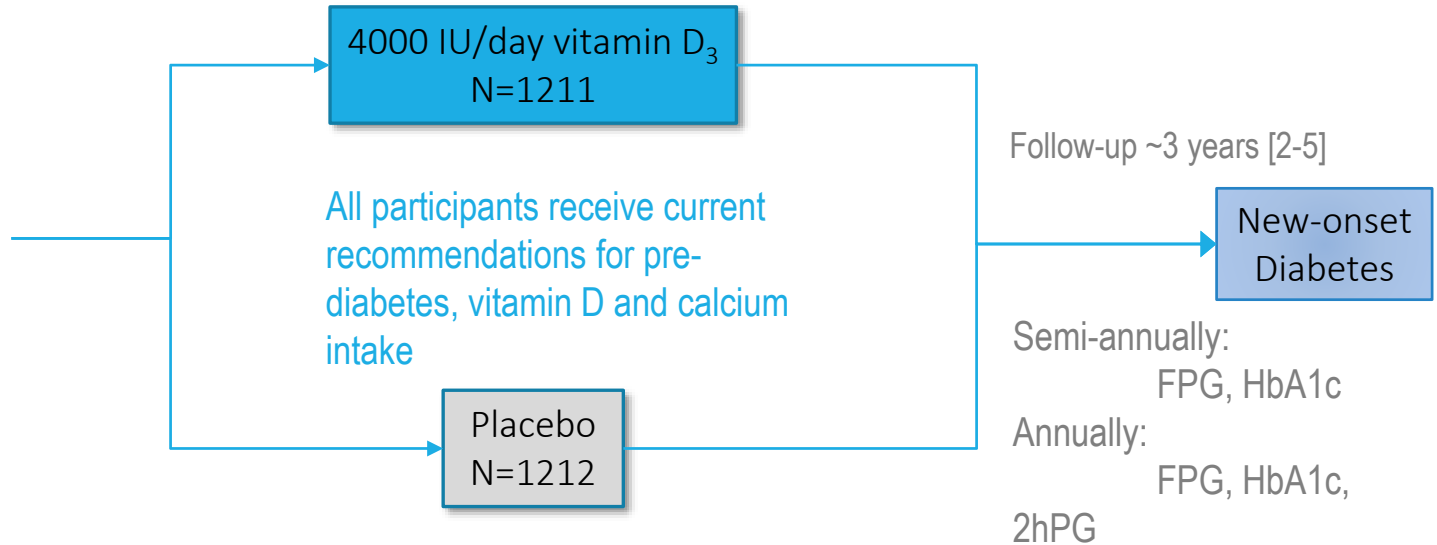 4000 IU/day vitamin D₃
N=1211
All participants receive current
recommendations for pre-
diabetes, vitamin D and calcium
intake
Placebo
N=1212
Follow-up ~3 years [2-5]
New-onset
Diabetes
Semi-annually:
FPG, HbA1c
Annually:
FPG, HbA1c,
2hPG